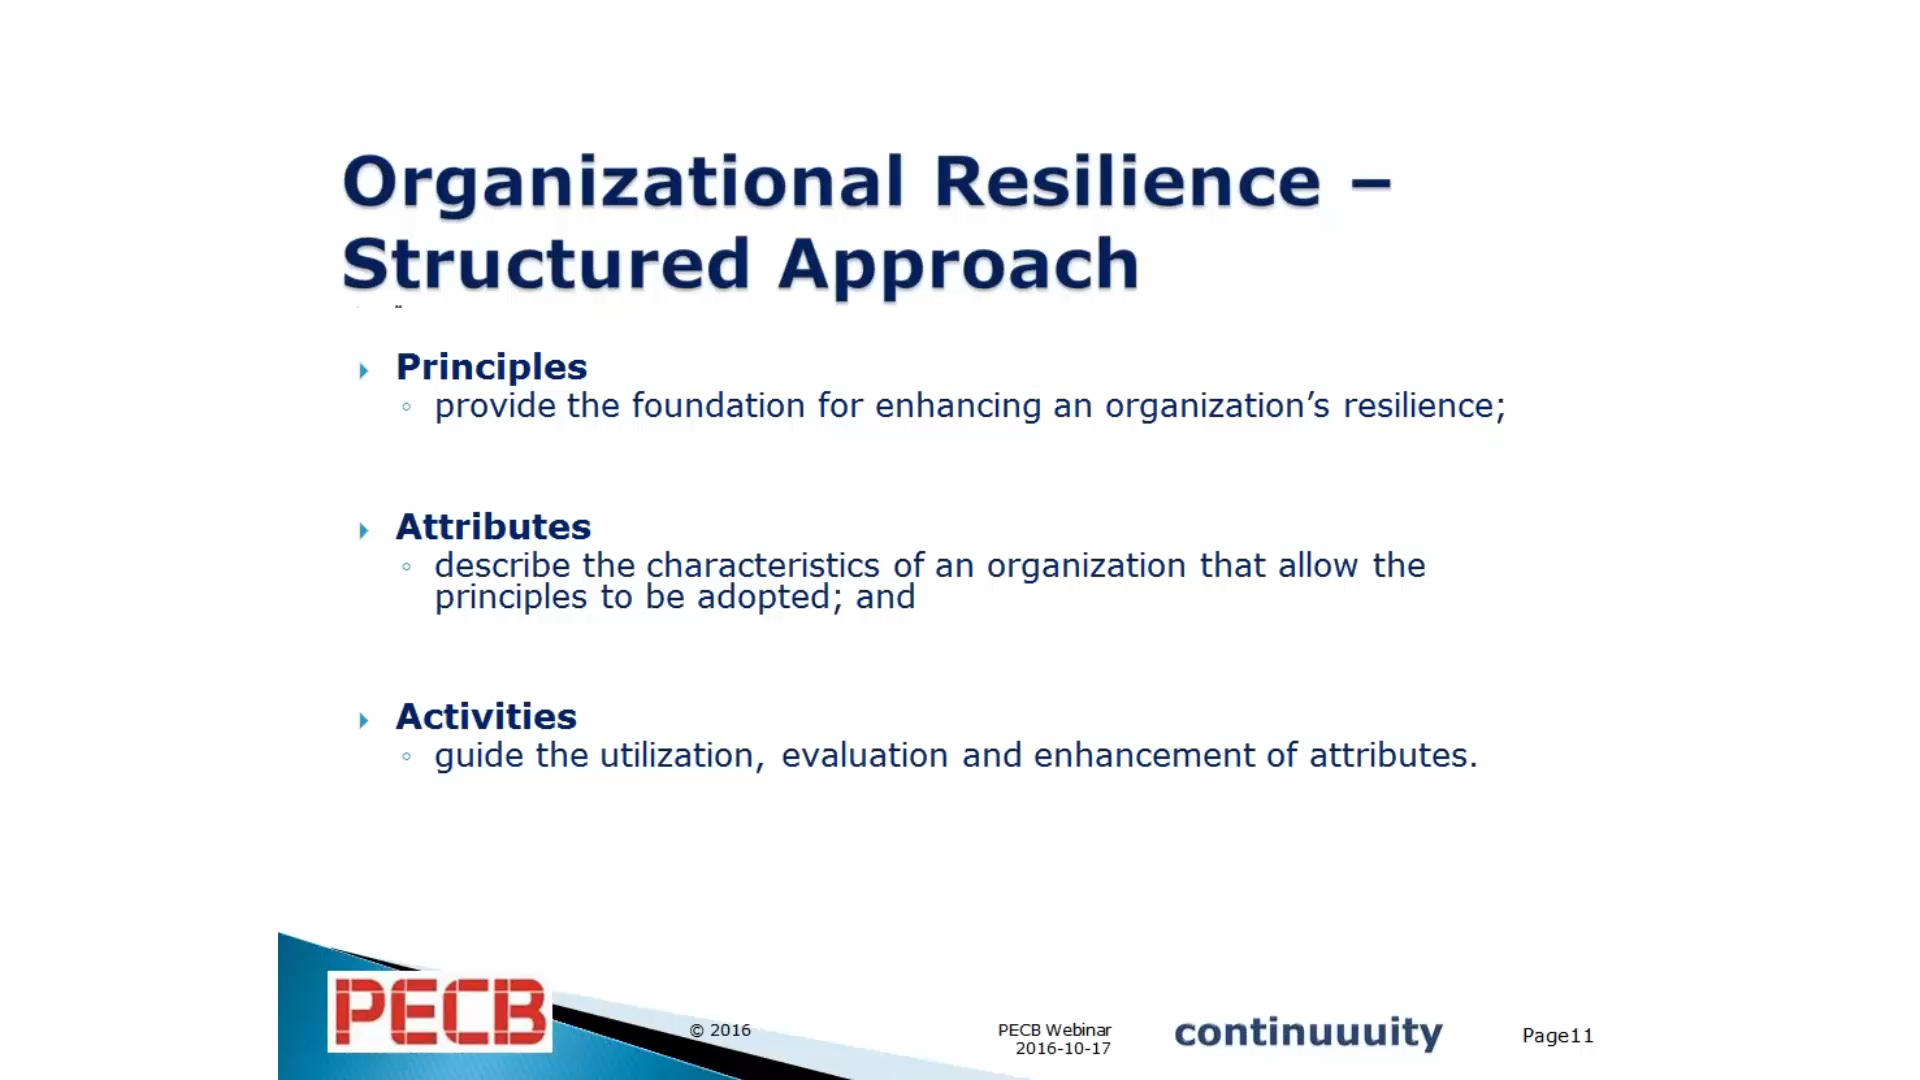 Organizational Resilience –
Structured Approach
Principles
provide the foundation for enhancing an organization’s resilience;
Attributes
describe the characteristics of an organization that allow the
principles to be adopted; and
Activities
guide the utilization, evaluation and enhancement of attributes.
PECB
© 2016
PECB Webinar
2016-10-17
continuuuity
Page11